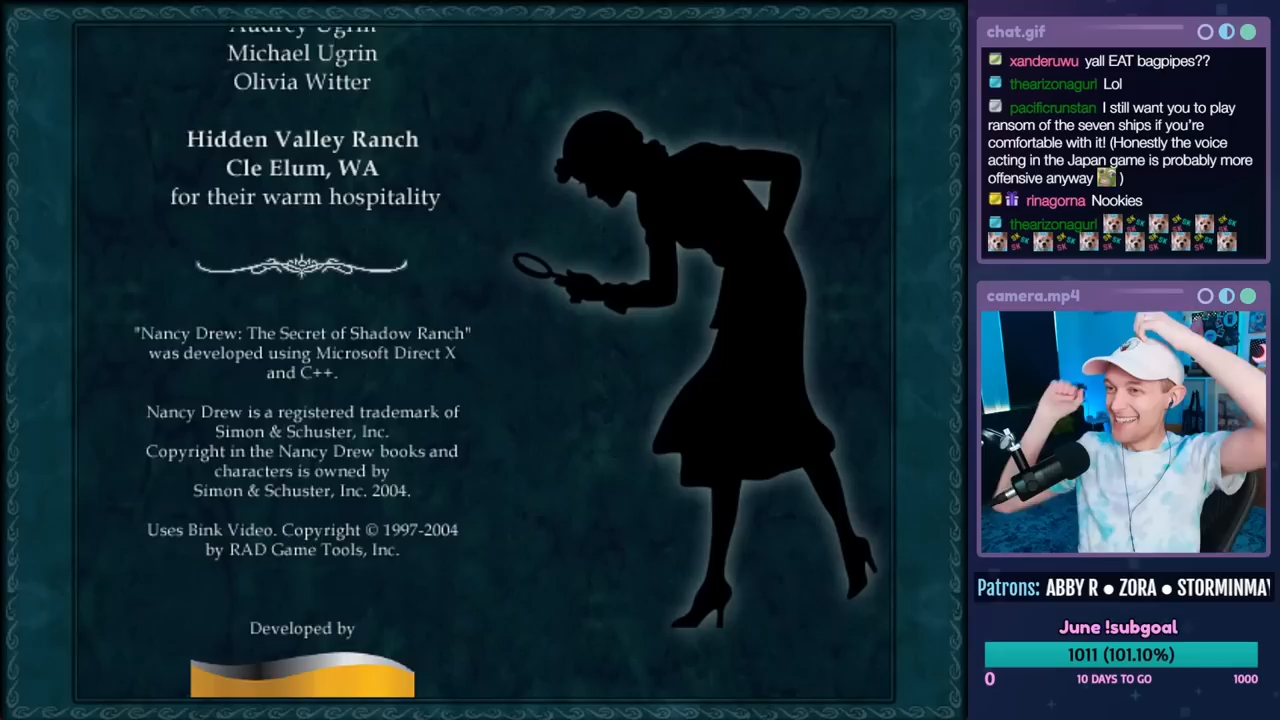 Audrey Ugrin
Michael Ugrin
Olivia Witter
Hidden Valley Ranch
Cle Elum, WA
for their warm hospitality
"Nancy Drew: The Secret of Shadow Ranch"
was developed using Microsoft Direct X
and C++.
Nancy Drew is a registered trademark of
Simon & Schuster, Inc.
Copyright in the Nancy Drew books and
characters is owned by
Simon & Schuster, Inc. 2004.
Uses Bink Video. Copyright © 1997-2004
by RAD Game Tools, Inc.
Developed by
chat.gif
xanderuwu yall EAT bagpipes??
thearizonagurl Lol
pacificrunstan I still want you to play
ransom of the seven ships if you're
comfortable with it! (Honestly the voice
acting in the Japan game is probably more
offensive anyway )
rinagorna Nookies
thearizonagurl
camera.mp4
Patrons: ABBY R ● ZORA ● STORMINMA
June !subgoal
1011 (101.10%)
0 10 DAYS TO GO 1000